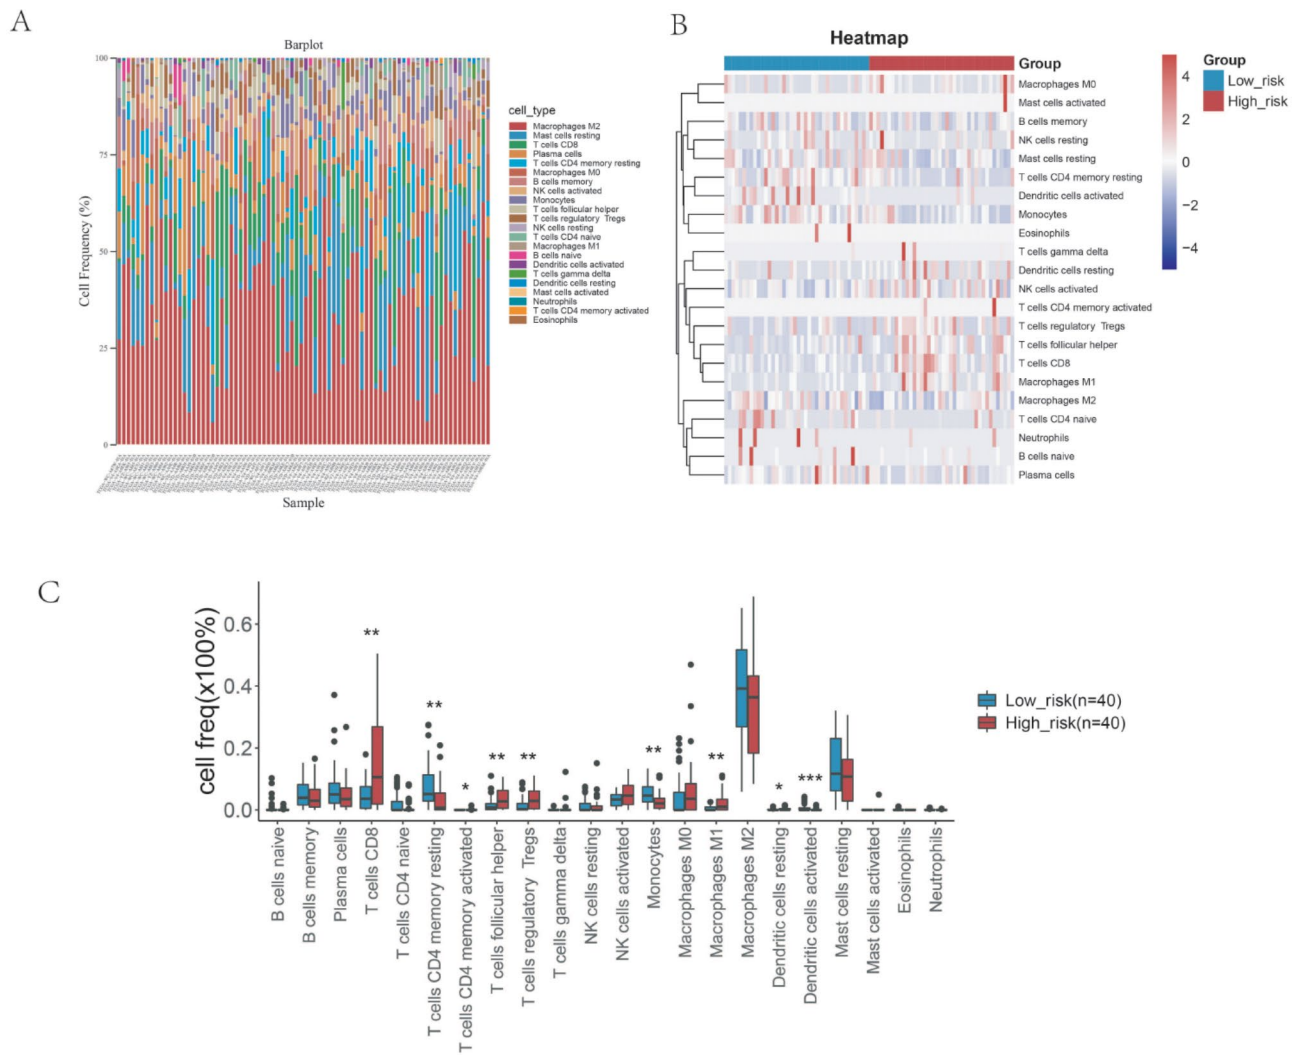 A
Barplot
100
75
50
25
0
Cell Frequency (%)
Sample
cell_type
Macrophages M2
Mast cells resting
T cells CD8
Plasma cells
T cells CD4 memory resting
Macrophages M0
B cells memory
NK cells activated
Monocytes
T cells follicular helper
T cells regulatory Tregs
NK cells resting
T cells CD4 naive
Macrophages M1
B cells naive
Dendritic cells activated
T cells gamma delta
Dendritic cells resting
Mast cells activated
Neutrophils
T cells CD4 memory activated
Eosinophils
B
Heatmap
Group
Macrophages M0
Mast cells activated
B cells memory
NK cells resting
Mast cells resting
T cells CD4 memory resting
Dendritic cells activated
Monocytes
Eosinophils
T cells gamma delta
Dendritic cells resting
NK cells activated
T cells CD4 memory activated
T cells regulatory Tregs
T cells follicular helper
T cells CD8
Macrophages M1
Macrophages M2
T cells CD4 naive
Neutrophils
B cells naive
Plasma cells
4
2
0
−2
−4
Group
Low_risk
High_risk
C
cell freq(x100%)
0.6
0.4
0.2
0.0
**
**
*
**
**
**
**
*
***
B cells naive
B cells memory
Plasma cells
T cells CD8
T cells CD4 naive
T cells CD4 memory resting
T cells CD4 memory activated
T cells follicular helper
T cells regulatory Tregs
T cells gamma delta
NK cells resting
NK cells activated
Monocytes
Macrophages M0
Macrophages M1
Macrophages M2
Dendritic cells resting
Dendritic cells activated
Mast cells resting
Mast cells activated
Eosinophils
Neutrophils
Low_risk(n=40)
High_risk(n=40)